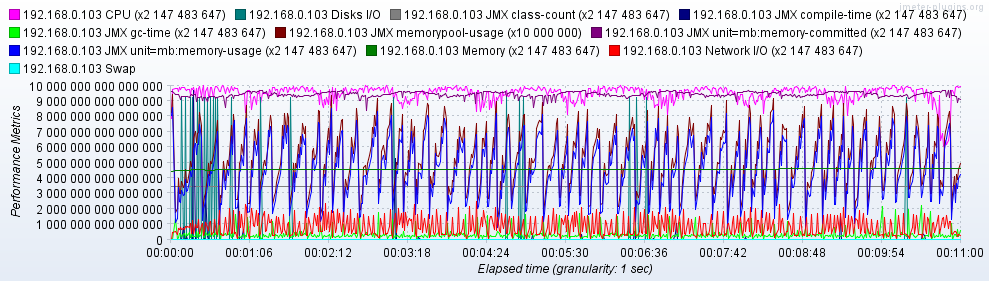 jmeter-plugins.org
192.168.0.103 CPU (x2 147 483 647) 192.168.0.103 Disks I/O 192.168.0.103 JMX class-count (x2 147 483 647) 192.168.0.103 JMX compile-time (x2 147 483 647)
192.168.0.103 JMX gc-time (x2 147 483 647) 192.168.0.103 JMX memorypool-usage (x10 000 000) 192.168.0.103 JMX unit=mb:memory-committed (x2 147 483 647)
192.168.0.103 JMX unit=mb:memory-usage (x2 147 483 647) 192.168.0.103 Memory (x2 147 483 647) 192.168.0.103 Network I/O (x2 147 483 647)
192.168.0.103 Swap
Performance Metrics
10 000 000 000 000 000
9 000 000 000 000 000
8 000 000 000 000 000
7 000 000 000 000 000
6 000 000 000 000 000
5 000 000 000 000 000
4 000 000 000 000 000
3 000 000 000 000 000
2 000 000 000 000 000
1 000 000 000 000 000
0
00:00:00 00:01:06 00:02:12 00:03:18 00:04:24 00:05:30 00:06:36 00:07:42 00:08:48 00:09:54 00:11:00
Elapsed time (granularity: 1 sec)